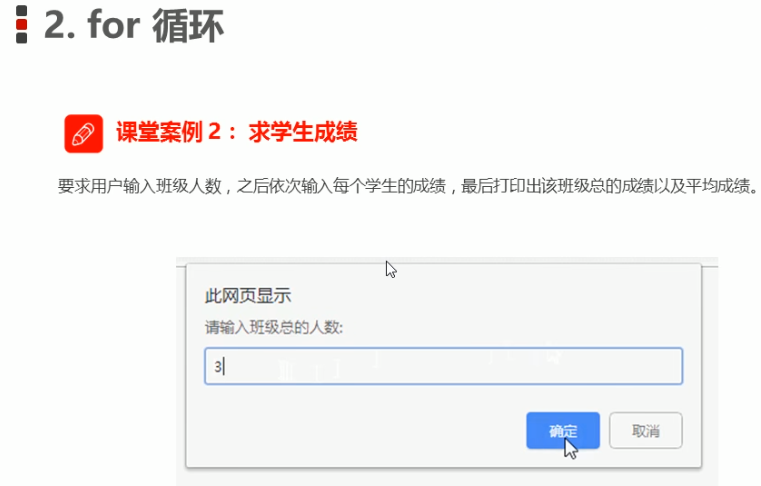 2. for 循环
课堂案例 2： 求学生成绩
要求用户输入班级人数，之后依次输入每个学生的成绩，最后打印出该班级总的成绩以及平均成绩。
此网页显示
请输入班级总的人数:
3
确定
取消